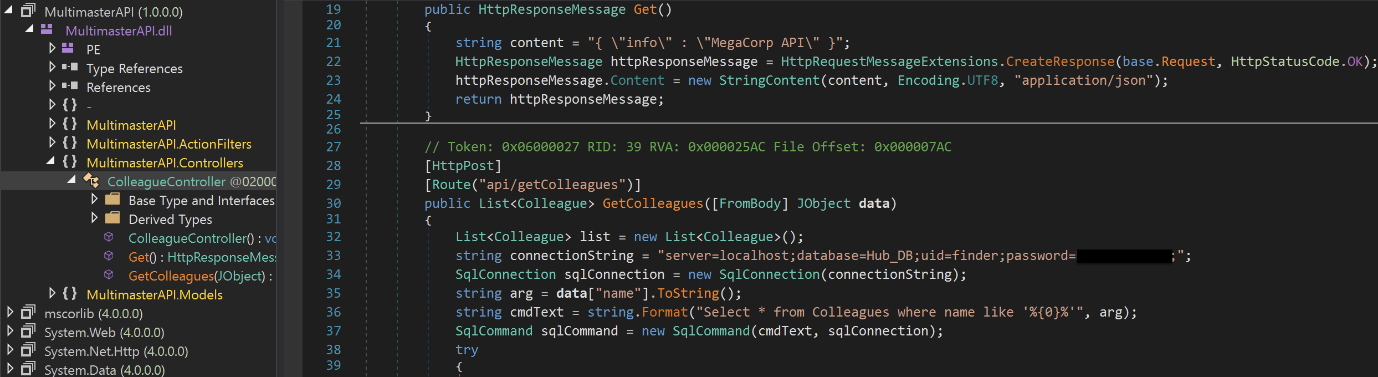 MultimasterAPI (1.0.0.0)
MultimasterAPI.dll
PE
Type References
References
-
MultimasterAPI
MultimasterAPI.ActionFilters
MultimasterAPI.Controllers
ColleagueController @02000
Base Type and Interfaces
Derived Types
ColleagueController() : vo
Get() : HttpResponseMess
GetColleagues(JObject) :
MultimasterAPI.Models
mscorlib (4.0.0.0)
System.Web (4.0.0.0)
System.Net.Http (4.0.0.0)
System.Data (4.0.0.0)
19 public HttpResponseMessage Get()
20 {
21 string content = "{ \"info\" : \"MegaCorp API\" }";
22 HttpResponseMessage httpResponseMessage = HttpRequestMessageExtensions.CreateResponse(base.Request, HttpStatusCode.OK);
23 httpResponseMessage.Content = new StringContent(content, Encoding.UTF8, "application/json");
24 return httpResponseMessage;
25 }
26
27 // Token: 0x06000027 RID: 39 RVA: 0x000025AC File Offset: 0x000007AC
28 [HttpPost]
29 [Route("api/getColleagues")]
30 public List<Colleague> GetColleagues([FromBody] JObject data)
31 {
32 List<Colleague> list = new List<Colleague>();
33 string connectionString = "server=localhost;database=Hub_DB;uid=finder;password= ;";
34 SqlConnection sqlConnection = new SqlConnection(connectionString);
35 string arg = data["name"].ToString();
36 string cmdText = string.Format("Select * from Colleagues where name like '%{0}%'", arg);
37 SqlCommand sqlCommand = new SqlCommand(cmdText, sqlConnection);
38 try
39 {